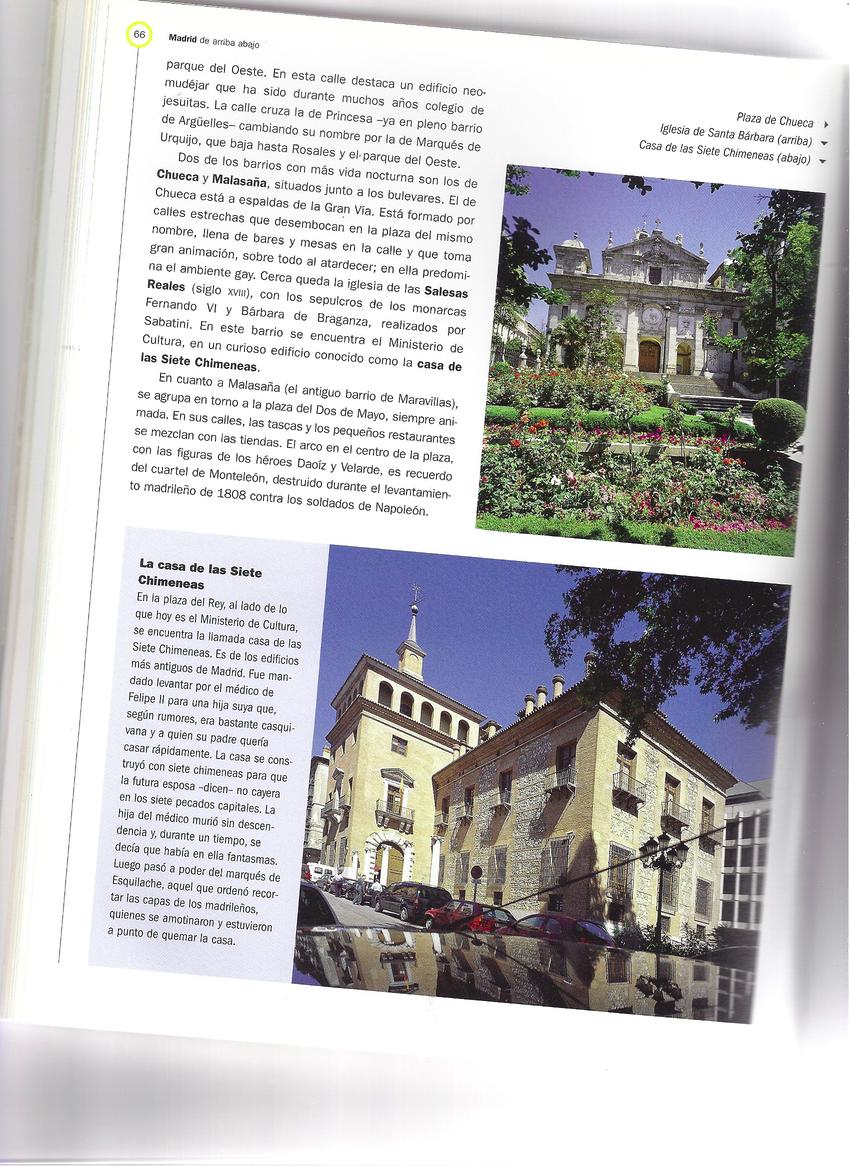 66
Madrid de arriba abajo
parque del Oeste. En esta calle destaca un edificio neo-
mudéjar que ha sido durante muchos años colegio de
jesuitas. La calle cruza la de Princesa –ya en pleno barrio
de Argüelles– cambiando su nombre por la de Marqués de
Urquijo, que baja hasta Rosales y el parque del Oeste.
Dos de los barrios con más vida nocturna son los de
Chueca y Malasaña, situados junto a los bulevares. El de
Chueca está a espaldas de la Gran Vía. Está formado por
calles estrechas que desembocan en la plaza del mismo
nombre, llena de bares y mesas en la calle y que toma
gran animación, sobre todo al atardecer; en ella predomi-
na el ambiente gay. Cerca queda la iglesia de las Salesas
Reales (siglo XVIII), con los sepulcros de los monarcas
Fernando VI y Bárbara de Braganza, realizados por
Sabatini. En este barrio se encuentra el Ministerio de
Cultura, en un curioso edificio conocido como la casa de
las Siete Chimeneas.
En cuanto a Malasaña (el antiguo barrio de Maravillas),
se agrupa en torno a la plaza del Dos de Mayo, siempre ani-
mada. En sus calles, las tascas y los pequeños restaurantes
se mezclan con las tiendas. El arco en el centro de la plaza,
con las figuras de los héroes Daoíz y Velarde, es recuerdo
del cuartel de Monteleón, destruido durante el levantamien-
to madrileño de 1808 contra los soldados de Napoleón.
Plaza de Chueca
Iglesia de Santa Bárbara (arriba)
Casa de las Siete Chimeneas (abajo)
La casa de las Siete
Chimeneas
En la plaza del Rey, al lado de lo
que hoy es el Ministerio de Cultura,
se encuentra la llamada casa de las
Siete Chimeneas. Es de los edificios
más antiguos de Madrid. Fue man-
dado levantar por el médico de
Felipe II para una hija suya que,
según rumores, era bastante casqui-
vana y a quien su padre quería
casar rápidamente. La casa se cons-
truyó con siete chimeneas para que
la futura esposa –dicen– no cayera
en los siete pecados capitales. La
hija del médico murió sin descen-
dencia y, durante un tiempo, se
decía que había en ella fantasmas.
Luego pasó a poder del marqués de
Esquilache, aquel que ordenó recor-
tar las capas de los madrileños,
quienes se amotinaron y estuvieron
a punto de quemar la casa.